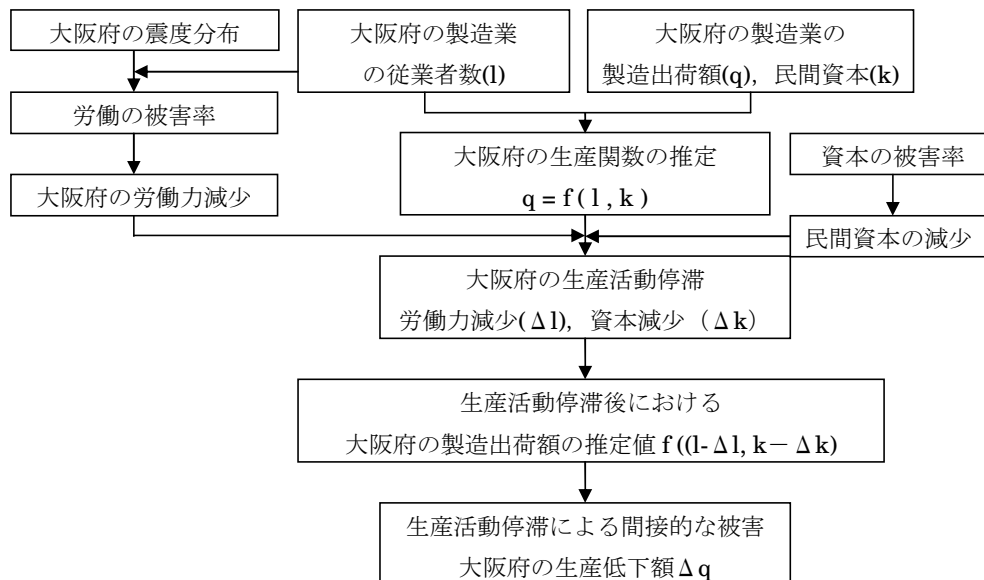 大阪府の震度分布
大阪府の製造業
の従業者数(l)
大阪府の製造業の
製造出荷額(q)，民間資本(k)
労働の被害率
大阪府の生産関数の推定
q = f ( l , k )
資本の被害率
大阪府の労働力減少
民間資本の減少
大阪府の生産活動停滞
労働力減少(Δl)，資本減少（Δk）
生産活動停滞後における
大阪府の製造出荷額の推定値 f ((l-Δl, k－Δk)
生産活動停滞による間接的な被害
大阪府の生産低下額Δq